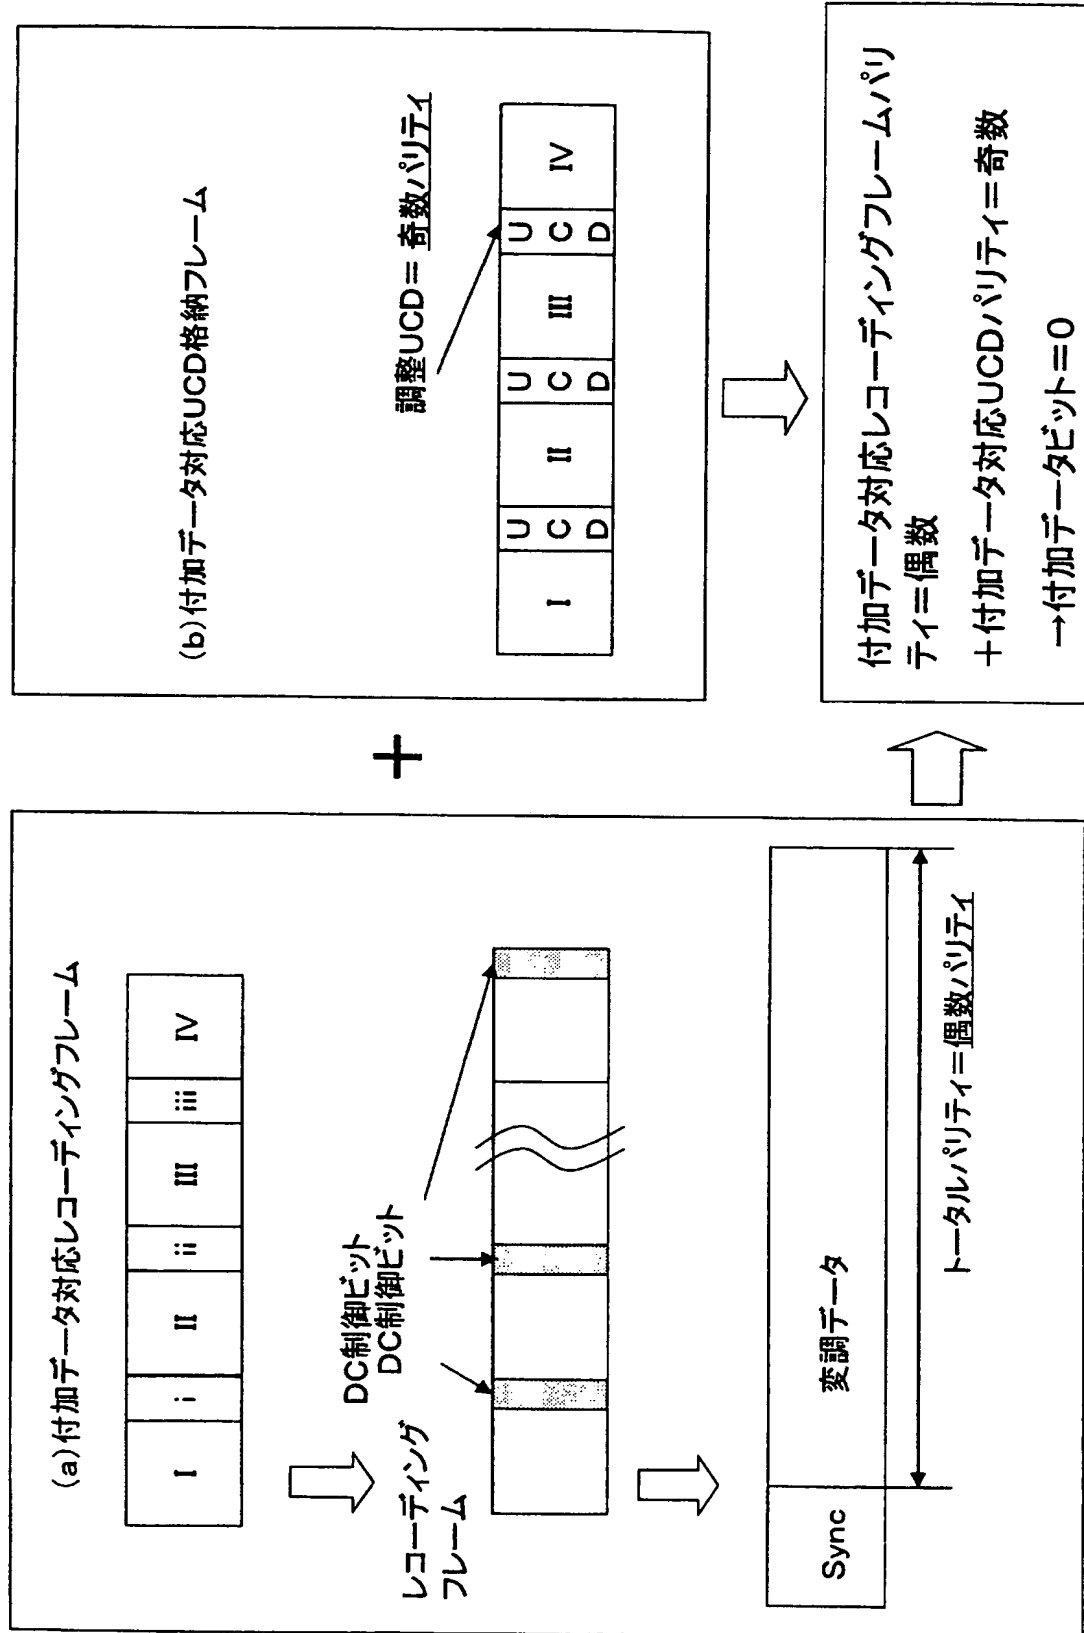 (a)付加データ対応レコーディングフレーム
I i II ii III iii IV
レコーディング
フレーム
DC制御ビット
DC制御ビット
Sync 変調データ
トータルパリティ=偶数パリティ
+
(b)付加データ対応UCD格納フレーム
調整UCD= 奇数パリティ
I UCD II UCD III UCD IV
付加データ対応レコーディングフレームパリ
ティ=偶数
+付加データ対応UCDパリティ=奇数
→付加データビット=0